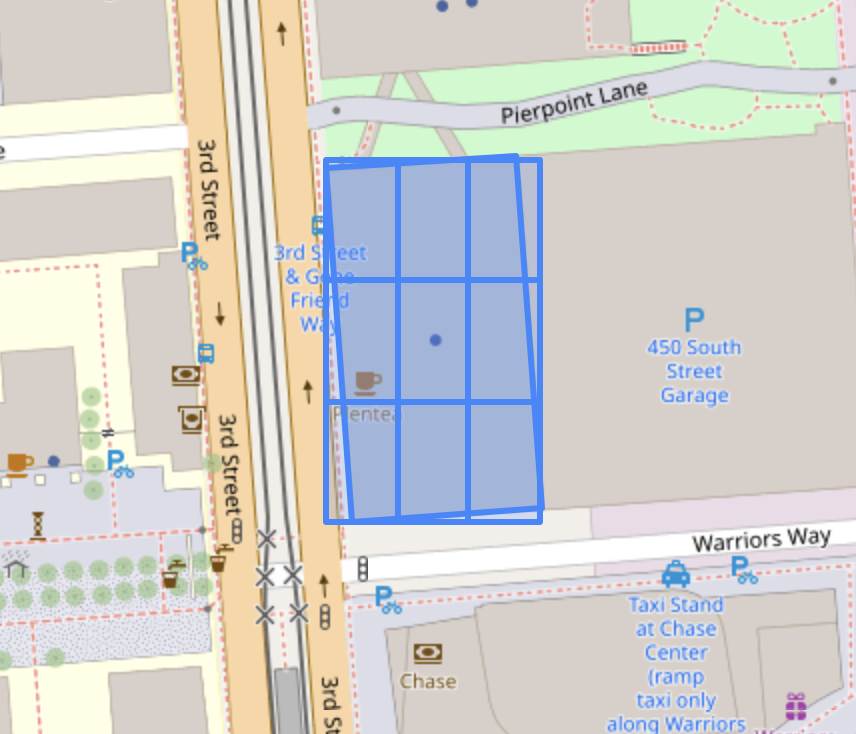 Pierpoint Lane
e
3rd Street
3rd Street
& Gene
Friend
Way
P
450 South
Street
Garage
Plentea
3rd Street
Warriors Way
Taxi Stand
at Chase
Center
(ramp
taxi only
along Warriors
Chase
3rd St